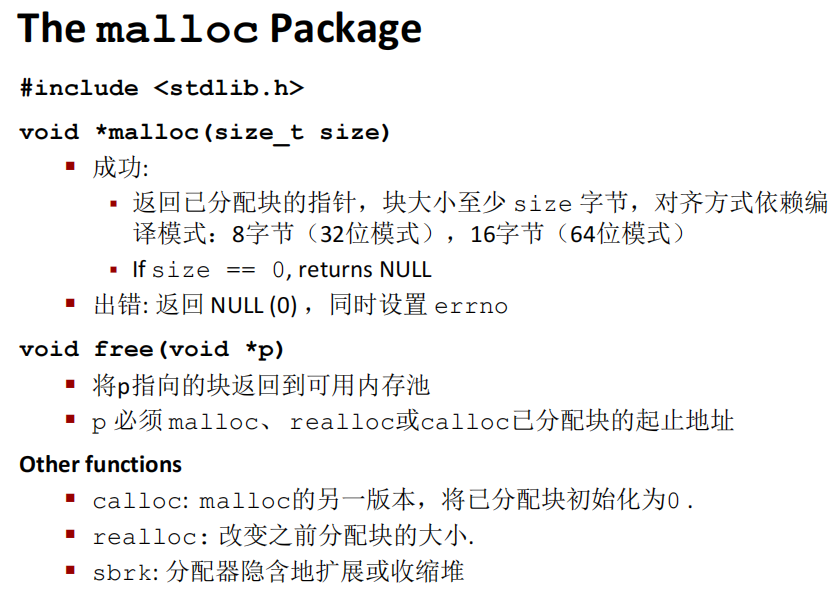 The malloc Package
#include <stdlib.h>
void *malloc(size_t size)
▪ 成功:
▪ 返回已分配块的指针，块大小至少 size 字节，对齐方式依赖编
译模式：8字节（32位模式），16字节（64位模式）
▪ If size == 0, returns NULL
▪ 出错: 返回 NULL (0) ，同时设置 errno
void free(void *p)
▪ 将p指向的块返回到可用内存池
▪ p 必须 malloc、 realloc或calloc已分配块的起止地址
Other functions
▪ calloc: malloc的另一版本，将已分配块初始化为0 .
▪ realloc: 改变之前分配块的大小.
▪ sbrk: 分配器隐含地扩展或收缩堆